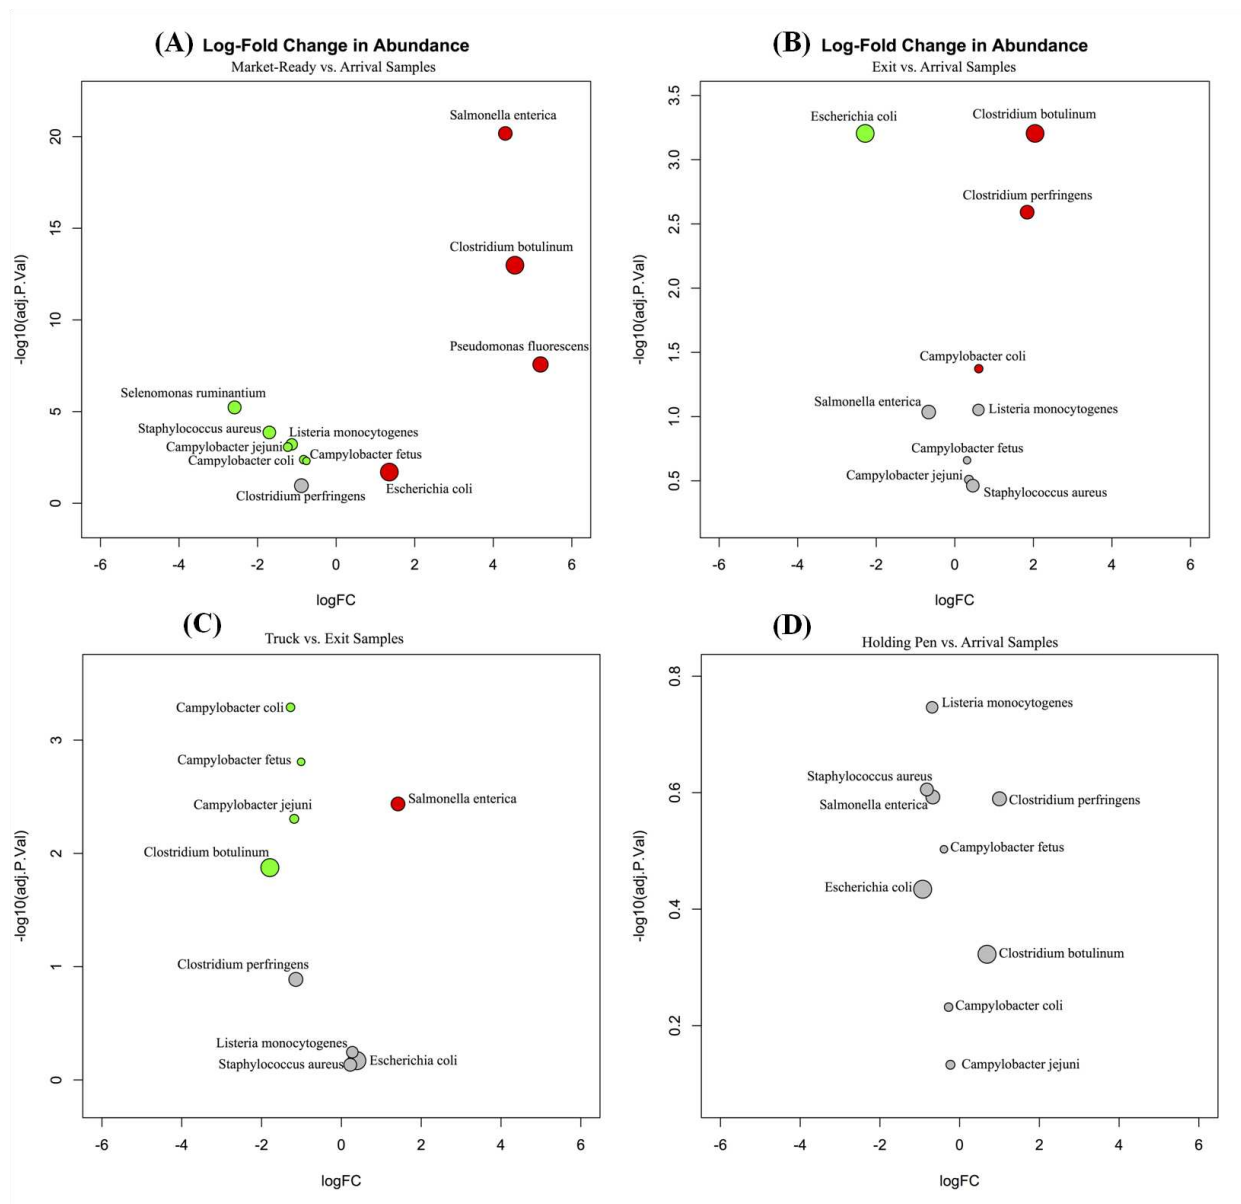 (A) Log-Fold Change in Abundance
Market-Ready vs. Arrival Samples
-log10(adj.P.Val)
20
15
10
5
0
Salmonella enterica
Clostridium botulinum
Pseudomonas fluorescens
Selenomonas ruminantium
Staphylococcus aureus
Listeria monocytogenes
Campylobacter jejuni
Campylobacter fetus
Campylobacter coli
Escherichia coli
Clostridium perfringens
-6 -4 -2 0 2 4 6
logFC
(B) Log-Fold Change in Abundance
Exit vs. Arrival Samples
-log10(adj.P.Val)
3.5
3.0
2.5
2.0
1.5
1.0
0.5
Escherichia coli
Clostridium botulinum
Clostridium perfringens
Campylobacter coli
Salmonella enterica
Listeria monocytogenes
Campylobacter fetus
Campylobacter jejuni
Staphylococcus aureus
-6 -4 -2 0 2 4 6
logFC
(C)
Truck vs. Exit Samples
-log10(adj.P.Val)
3
2
1
0
Campylobacter coli
Campylobacter fetus
Salmonella enterica
Campylobacter jejuni
Clostridium botulinum
Clostridium perfringens
Listeria monocytogenes
Escherichia coli
Staphylococcus aureus
-6 -4 -2 0 2 4 6
logFC
(D)
Holding Pen vs. Arrival Samples
-log10(adj.P.Val)
0.8
0.6
0.4
0.2
Listeria monocytogenes
Staphylococcus aureus
Salmonella enterica
Clostridium perfringens
Campylobacter fetus
Escherichia coli
Clostridium botulinum
Campylobacter coli
Campylobacter jejuni
-6 -4 -2 0 2 4 6
logFC